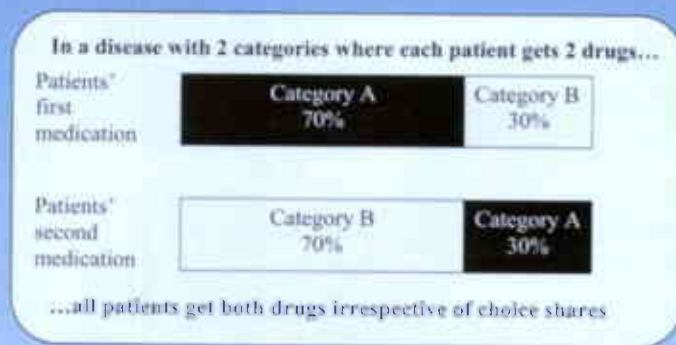 In a disease with 2 categories where each patient gets 2 drugs...
Patients'
first
medication
Category A
70%
Category B
30%
Patients'
second
medication
Category B
70%
Category A
30%
...all patients get both drugs irrespective of choice shares